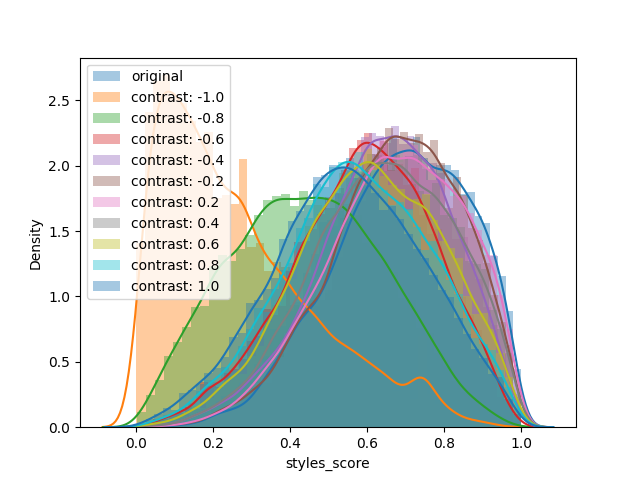 original
contrast: -1.0
contrast: -0.8
contrast: -0.6
contrast: -0.4
contrast: -0.2
contrast: 0.2
contrast: 0.4
contrast: 0.6
contrast: 0.8
contrast: 1.0
Density
2.5
2.0
1.5
1.0
0.5
0.0
0.0 0.2 0.4 0.6 0.8 1.0
styles_score